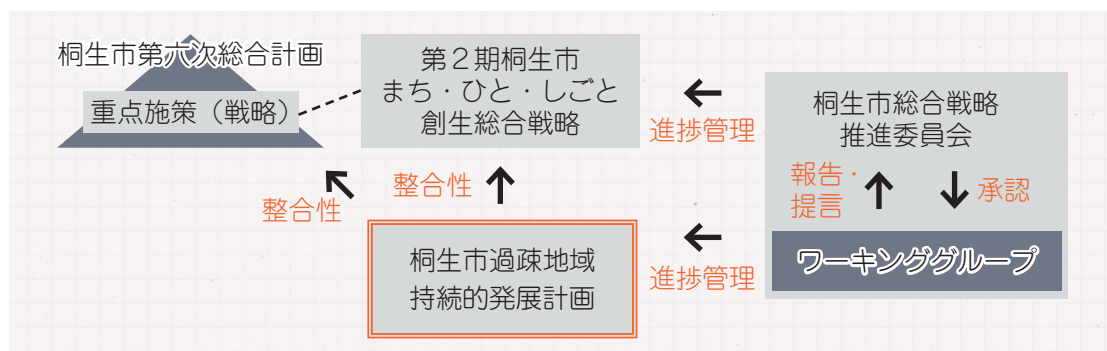 桐生市第六次総合計画
重点施策（戦略）
第２期桐生市
まち・ひと・しごと
創生総合戦略
進捗管理
桐生市総合戦略
推進委員会
報告・
提言
承認
ワーキンググループ
整合性
整合性
桐生市過疎地域
持続的発展計画
進捗管理